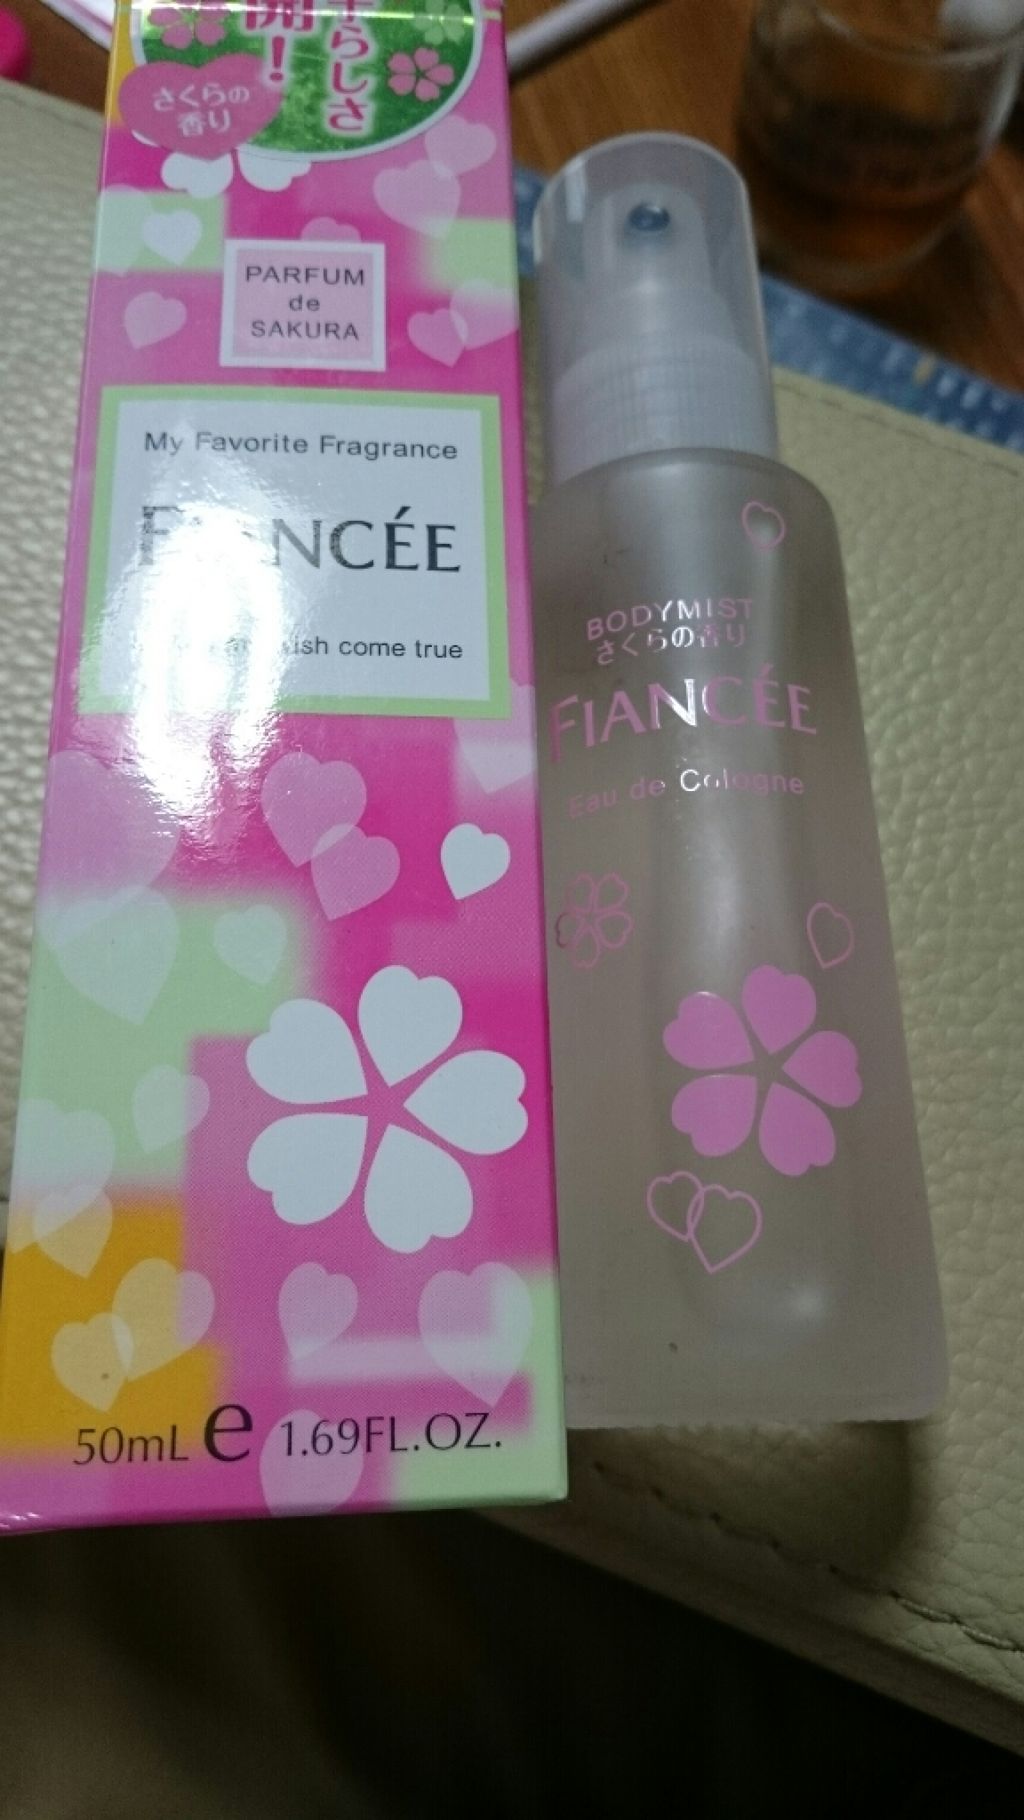 らしさ
開!
さくらの
香り
PARFUM
de
SAKURA
My Favorite Fragrance
FIANCÉE
wish come true
50mL e 1.69FL.OZ.
BODYMIST
さくらの香り
FIANCÉE
Eau de Cologne